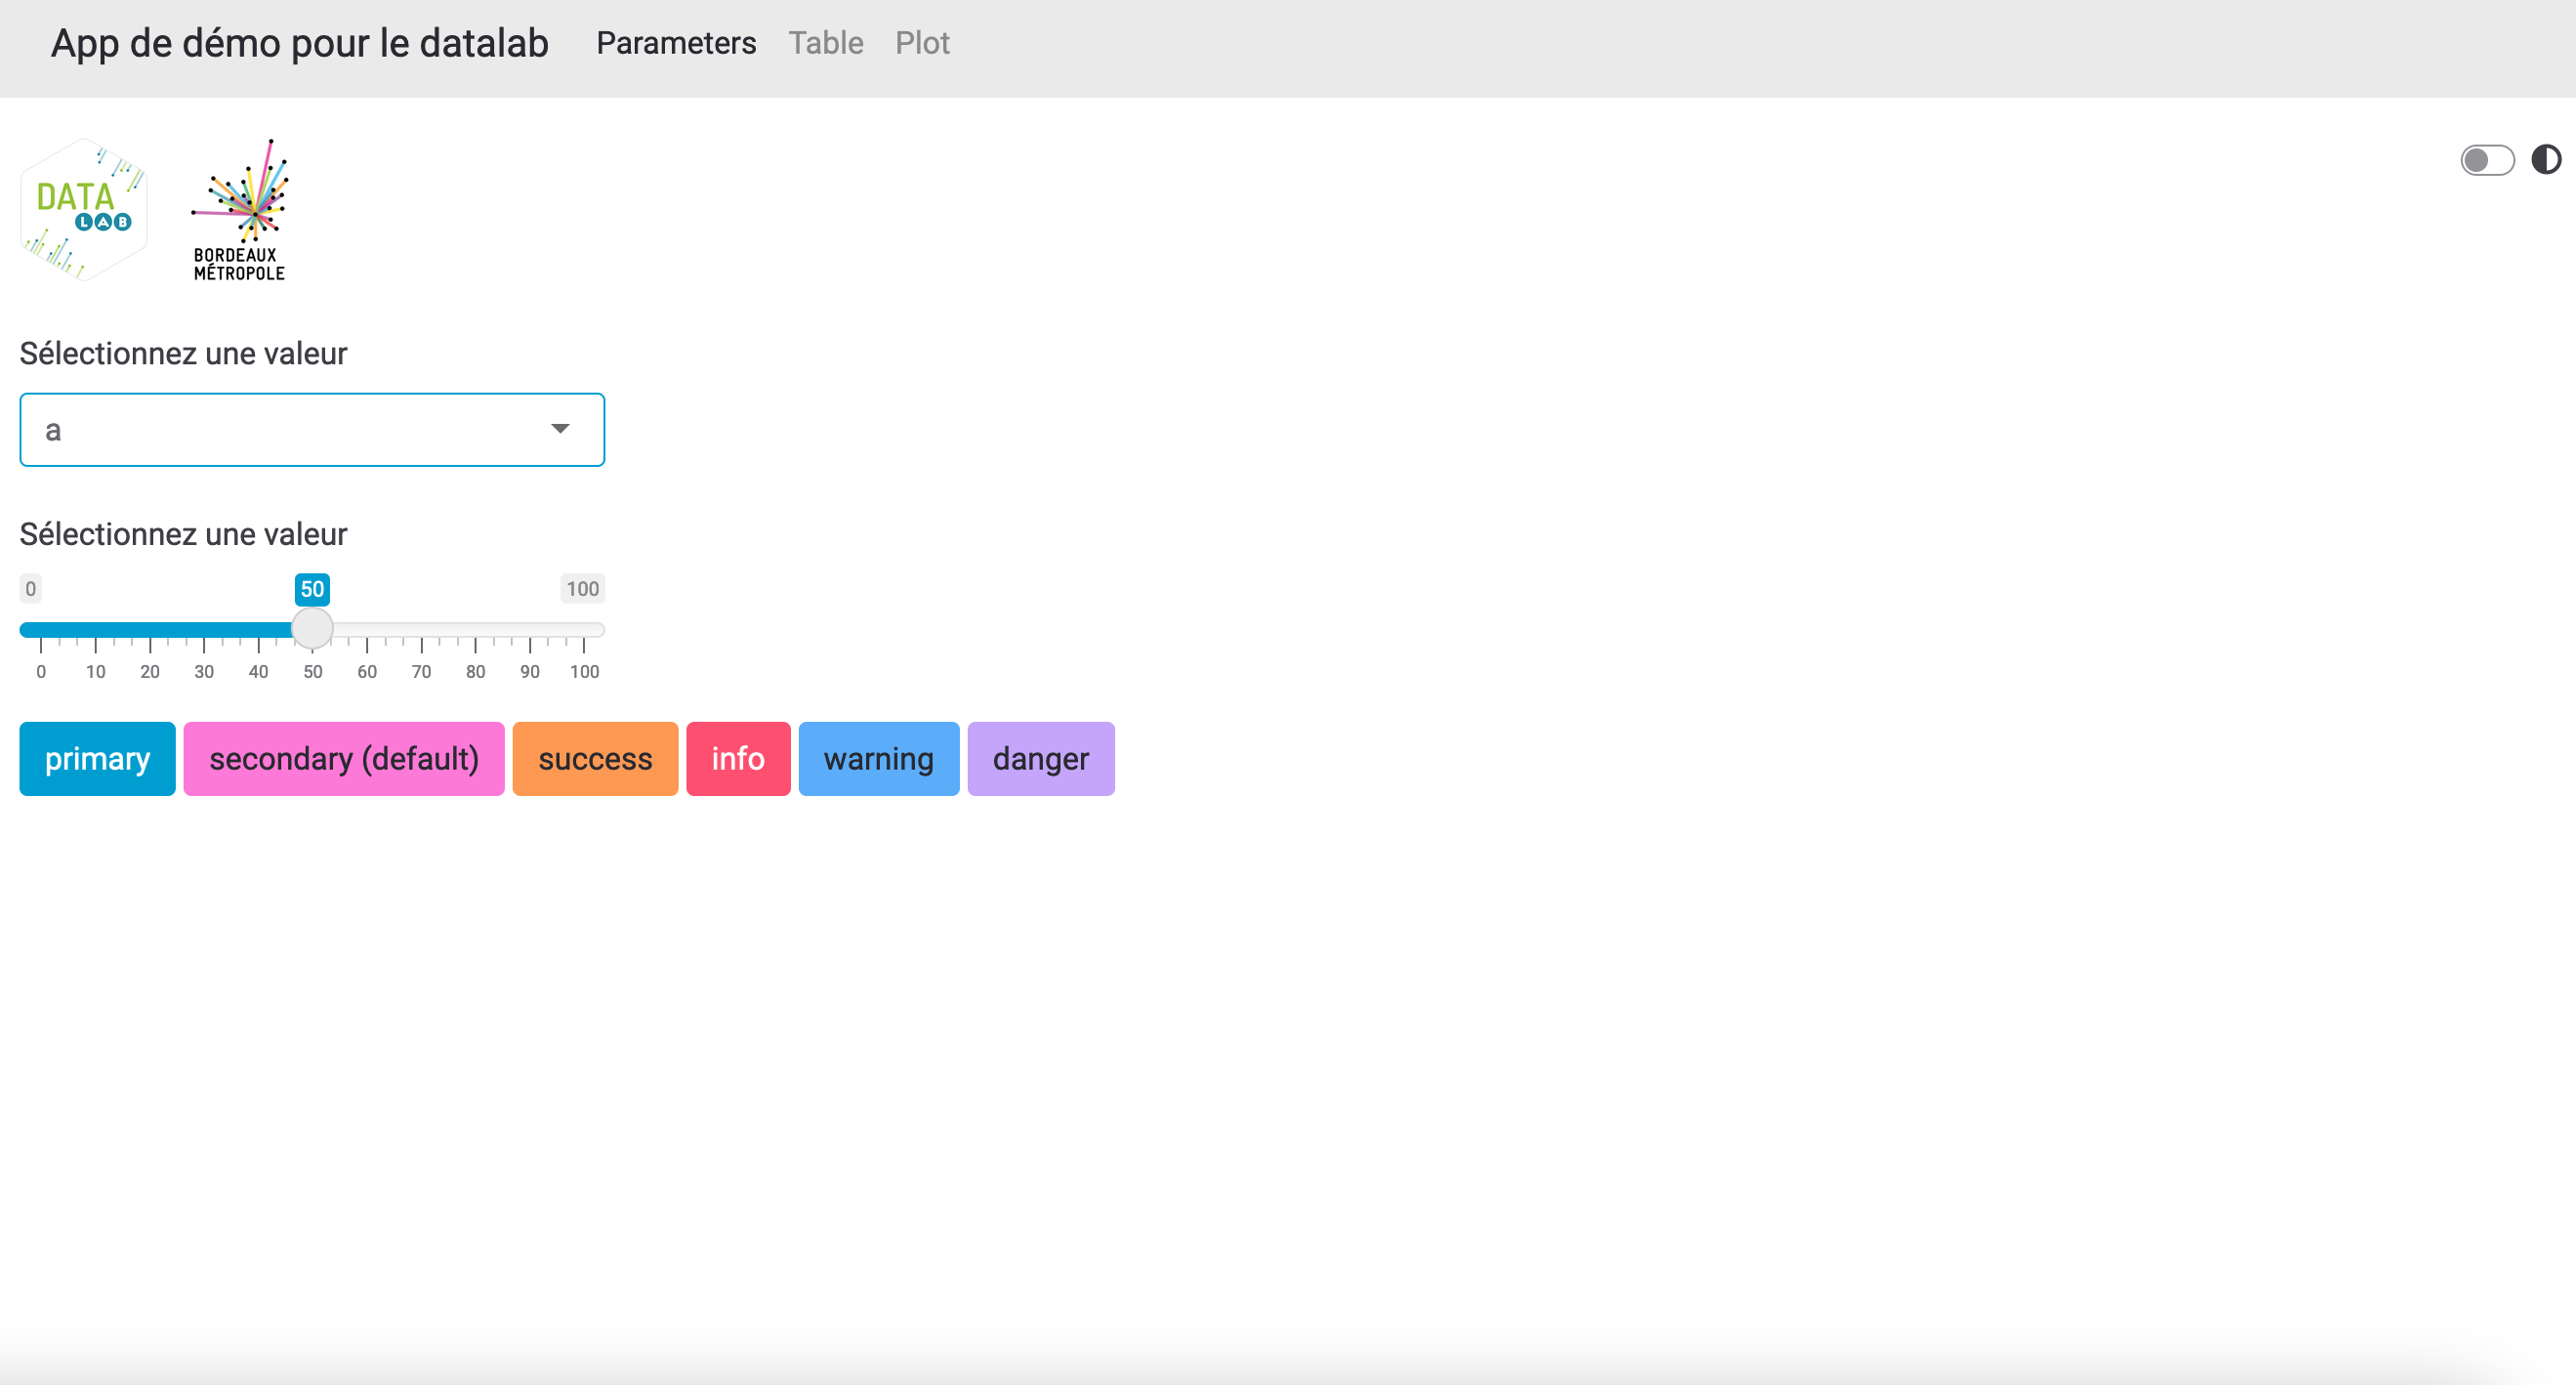 App de démo pour le datalab Parameters Table Plot
DATA
LAB
BORDEAUX
MÉTROPOLE
Sélectionnez une valeur
a
Sélectionnez une valeur
0 50 100
0 10 20 30 40 50 60 70 80 90 100
primary secondary (default) success info warning danger